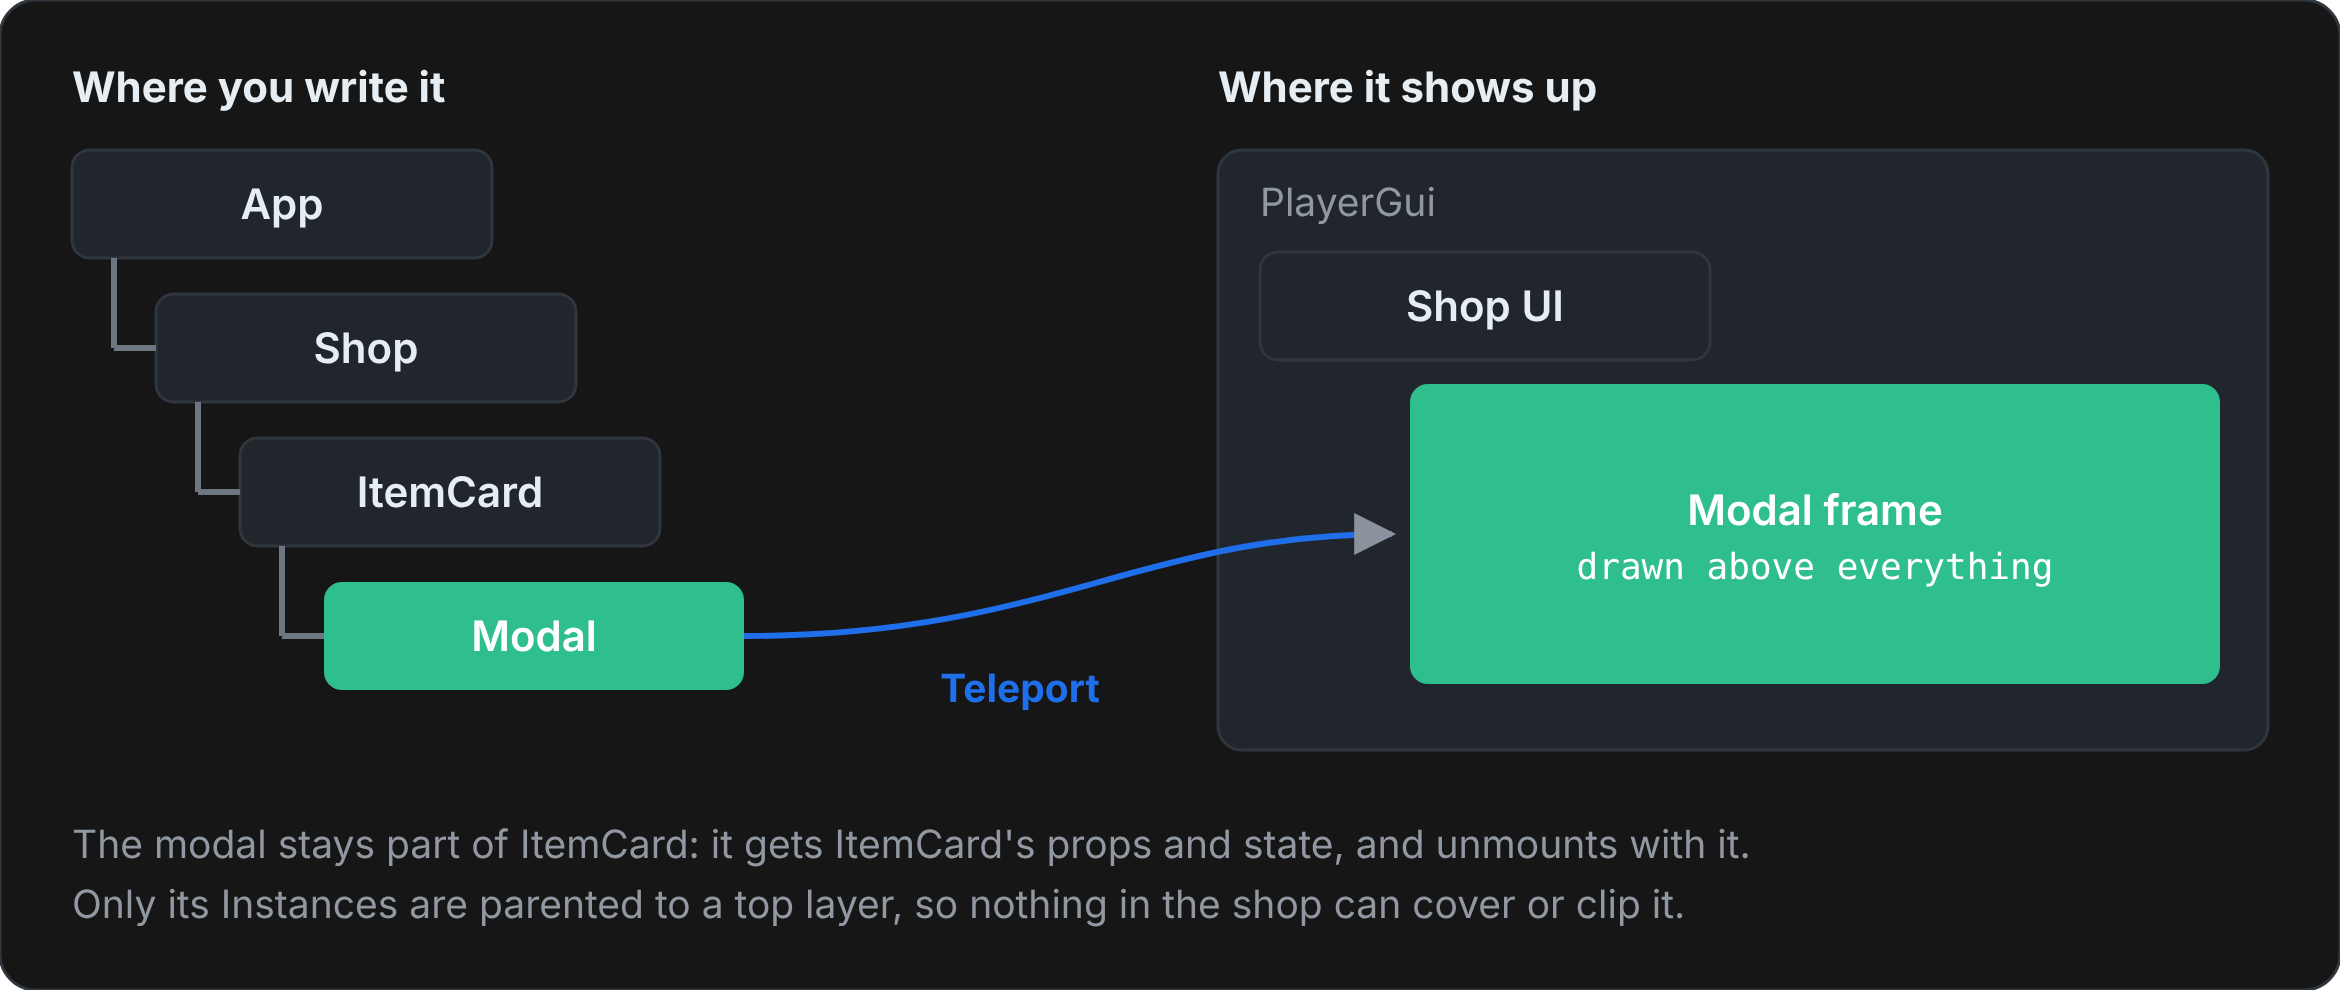 Where you write it
App
Shop
ItemCard
Modal
Teleport
Where it shows up
PlayerGui
Shop UI
Modal frame
drawn above everything
The modal stays part of ItemCard: it gets ItemCard's props and state, and unmounts with it.
Only its Instances are parented to a top layer, so nothing in the shop can cover or clip it.